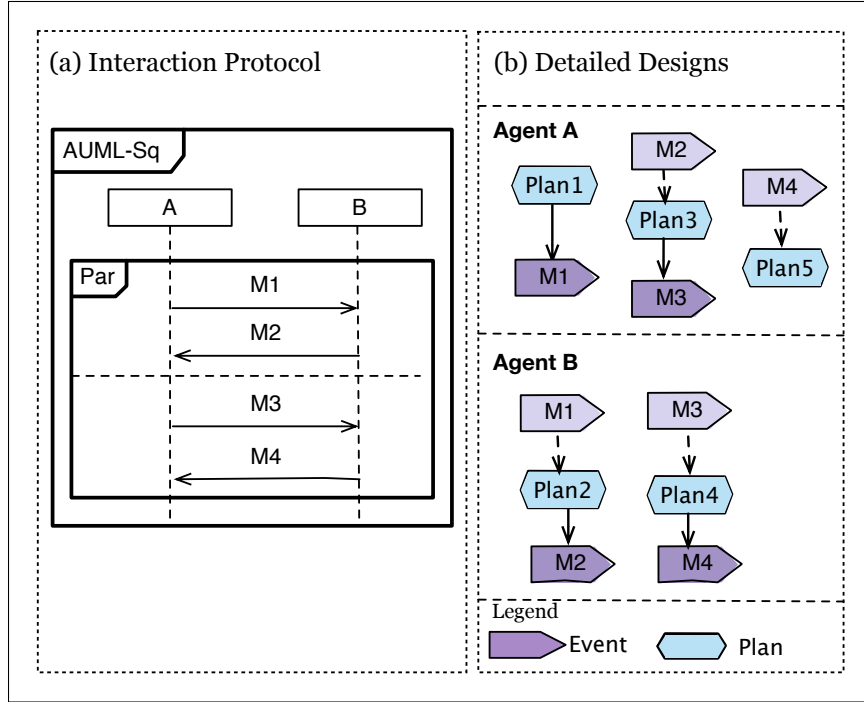 (a) Interaction Protocol
AUML-Sq
A
B
Par
M1
M2
M3
M4
(b) Detailed Designs
Agent A
Plan1
M1
M2
Plan3
M3
M4
Plan5
Agent B
M1
Plan2
M2
M3
Plan4
M4
Legend
Event
Plan